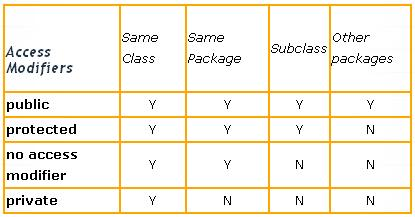 Access Modifiers Same Class Same Package Subclass Other packages
public Y Y Y Y
protected Y Y Y N
no access modifier Y Y N N
private Y N N N